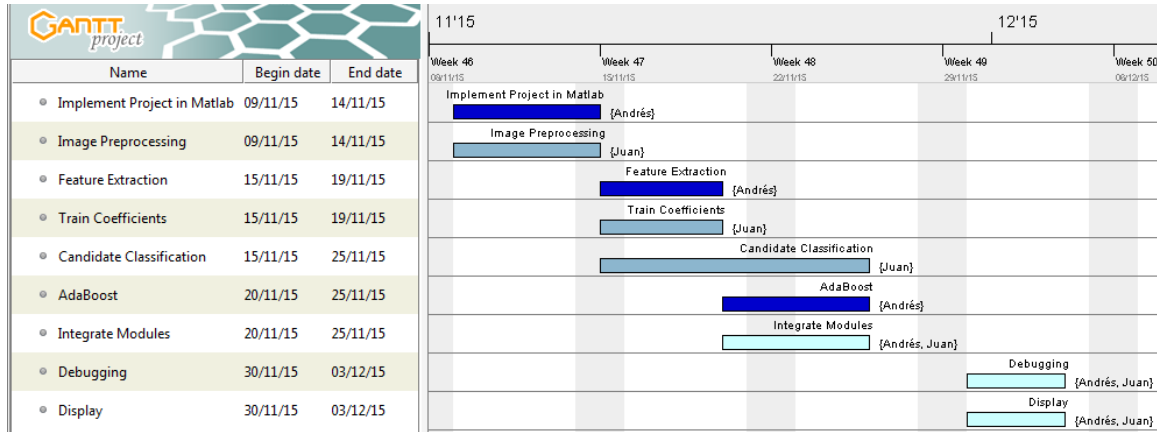 GANTT
project
11'15 12'15
Week 46 Week 47 Week 48 Week 49 Week 50
08/11/15 15/11/15 22/11/15 29/11/15 06/12/15
Name Begin date End date
Implement Project in Matlab 09/11/15 14/11/15
Implement Project in Matlab
{Andrés}
Image Preprocessing 09/11/15 14/11/15
Image Preprocessing
{Juan}
Feature Extraction 15/11/15 19/11/15
Feature Extraction
{Andrés}
Train Coefficients 15/11/15 19/11/15
Train Coefficients
{Juan}
Candidate Classification 15/11/15 25/11/15
Candidate Classification
{Juan}
AdaBoost 20/11/15 25/11/15
AdaBoost
{Andrés}
Integrate Modules 20/11/15 25/11/15
Integrate Modules
{Andrés, Juan}
Debugging 30/11/15 03/12/15
Debugging
{Andrés, Juan}
Display 30/11/15 03/12/15
Display
{Andrés, Juan}